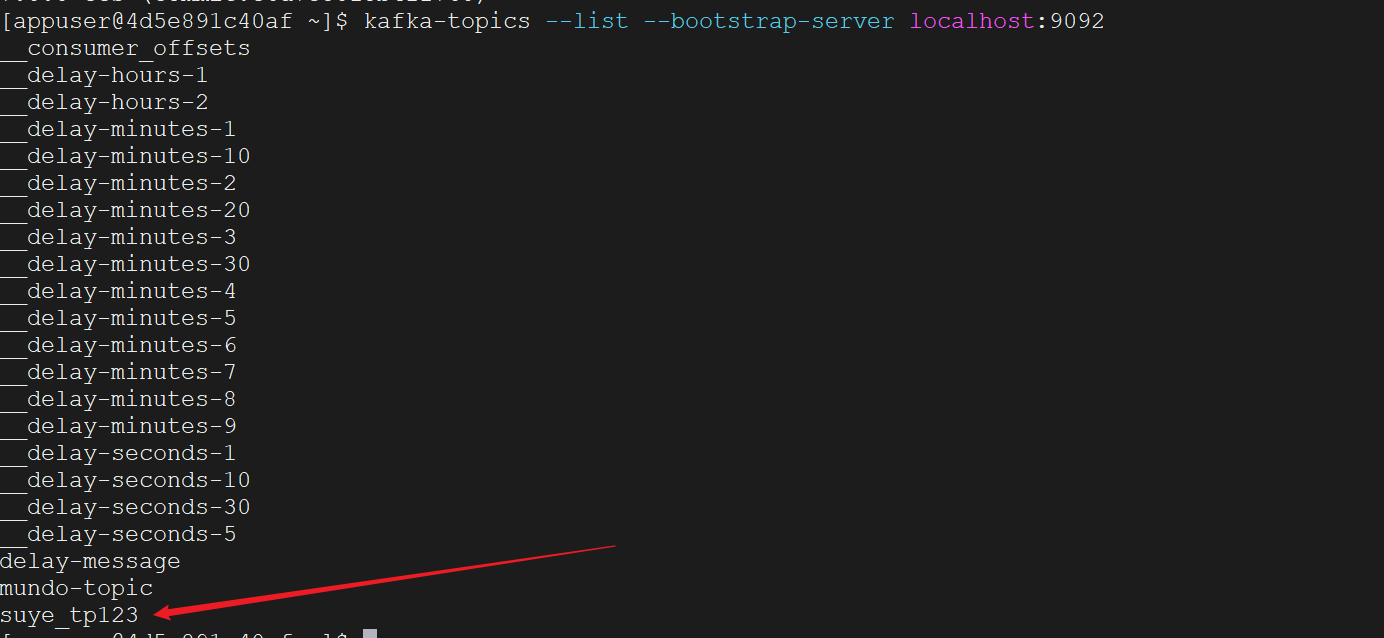 [appuser@4d5e891c40af ~]$ kafka-topics --list --bootstrap-server localhost:9092
__consumer_offsets
__delay-hours-1
__delay-hours-2
__delay-minutes-1
__delay-minutes-10
__delay-minutes-2
__delay-minutes-20
__delay-minutes-3
__delay-minutes-30
__delay-minutes-4
__delay-minutes-5
__delay-minutes-6
__delay-minutes-7
__delay-minutes-8
__delay-minutes-9
__delay-seconds-1
__delay-seconds-10
__delay-seconds-30
__delay-seconds-5
delay-message
mundo-topic
suye_tp123